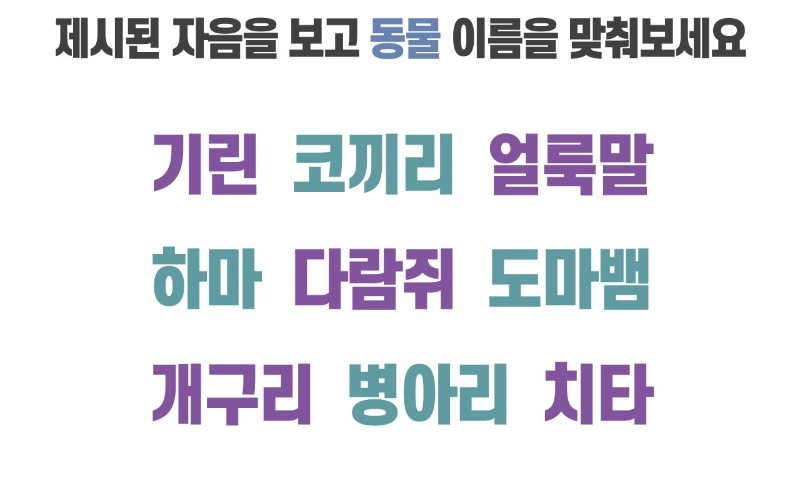 제시된 자음을 보고 동물 이름을 맞춰보세요
기린 코끼리 얼룩말
하마 다람쥐 도마뱀
개구리 병아리 치타